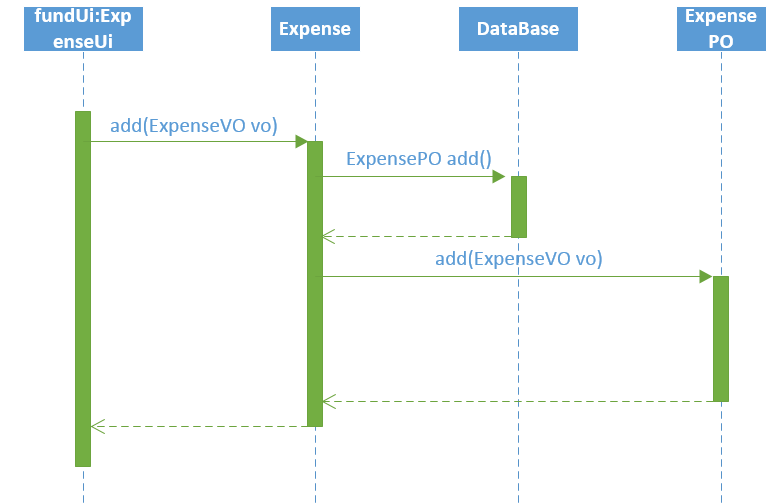 fundUi:Exp
enseUi
Expense
DataBase
Expense
PO
add(ExpenseVO vo)
ExpensePO add()
add(ExpenseVO vo)